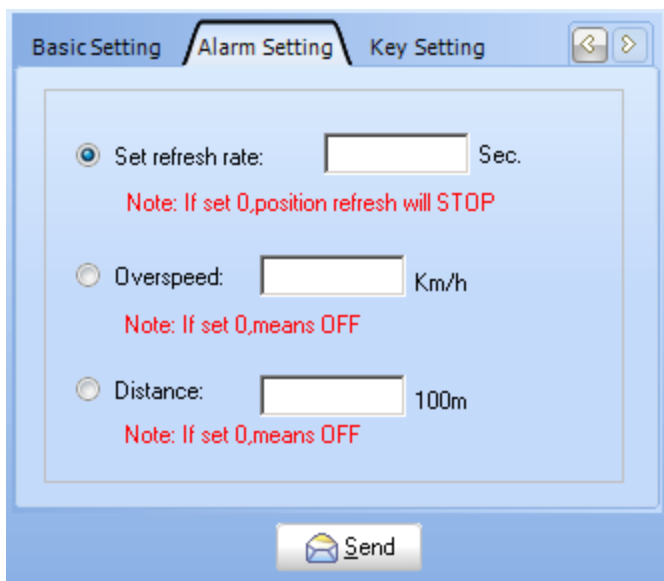 Basic Setting Alarm Setting Key Setting
Set refresh rate: Sec.
Note: If set 0,position refresh will STOP
Overspeed: Km/h
Note: If set 0,means OFF
Distance: 100m
Note: If set 0,means OFF
Send